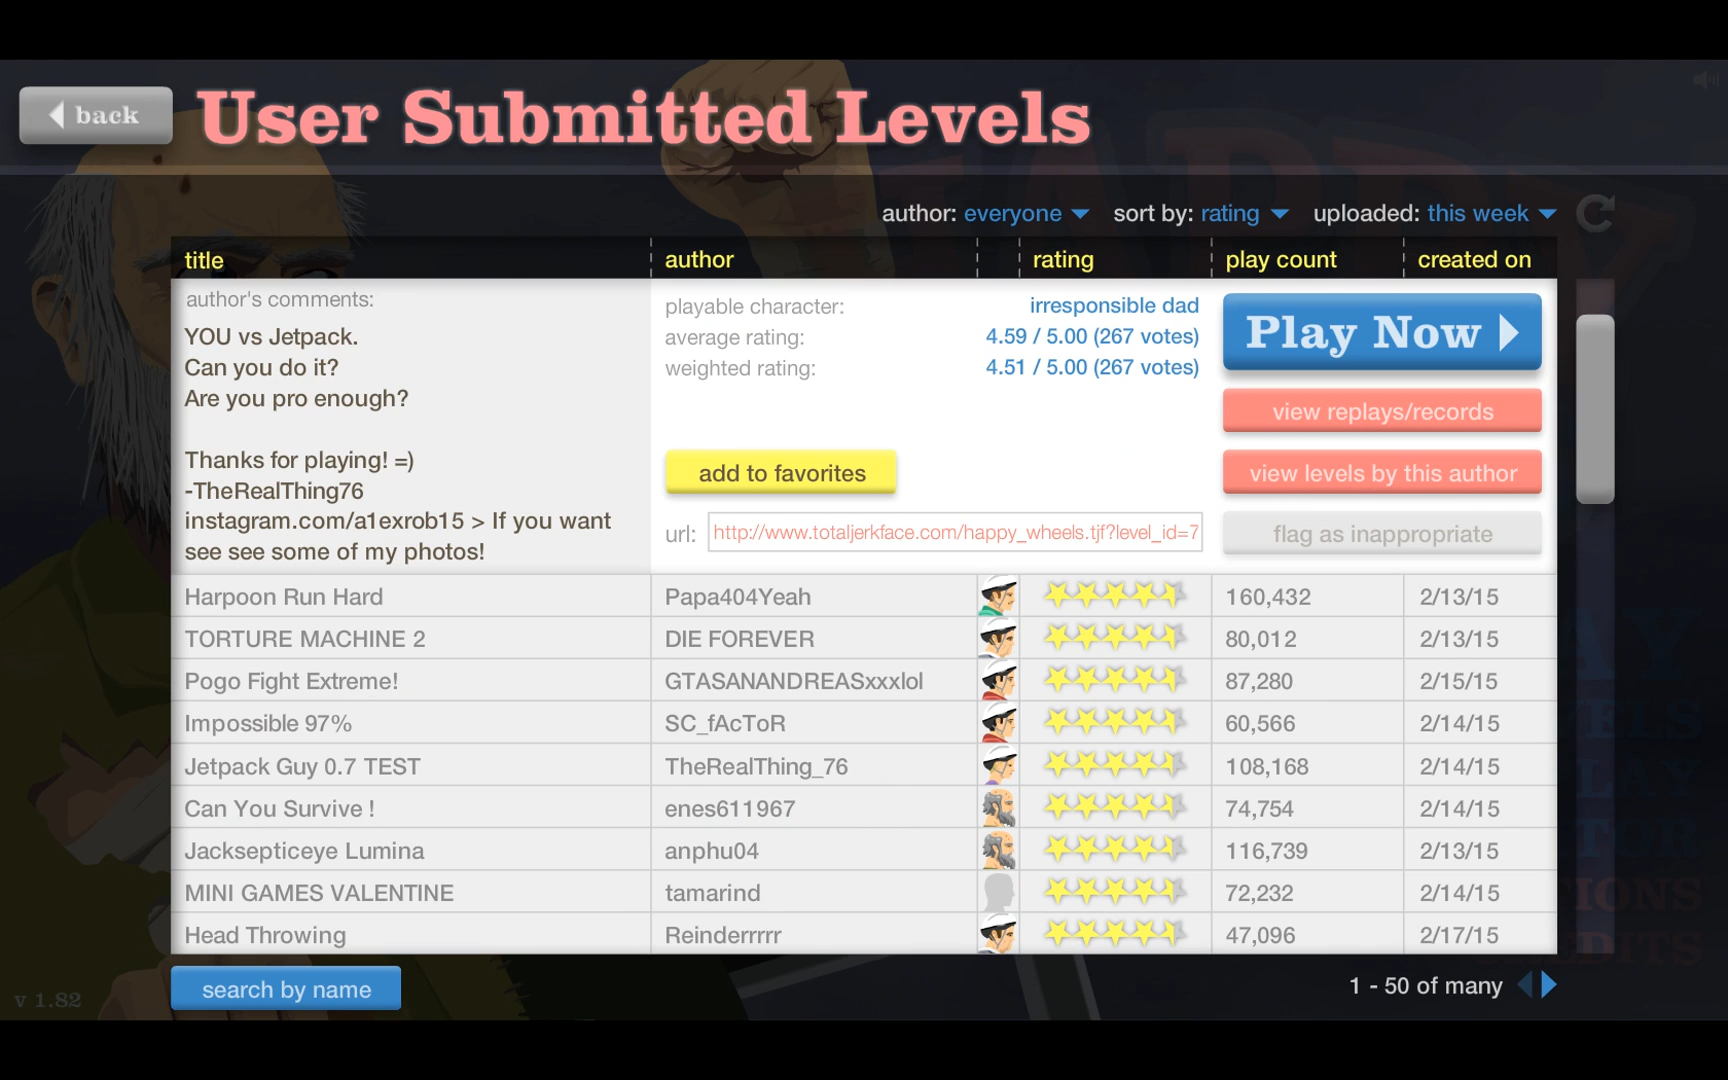 back
User Submitted Levels
author: everyone sort by: rating uploaded: this week
title author rating play count created on
author's comments:
YOU vs Jetpack.
Can you do it?
Are you pro enough?
Thanks for playing! =)
-TheRealThing76
instagram.com/a1exrob15 > If you want
see see some of my photos!
playable character: irresponsible dad
average rating: 4.59 / 5.00 (267 votes)
weighted rating: 4.51 / 5.00 (267 votes)
add to favorites
url: http://www.totaljerkface.com/happy_wheels.tjf?level_id=7
Play Now
view replays/records
view levels by this author
flag as inappropriate
Harpoon Run Hard Papa404Yeah 160,432 2/13/15
TORTURE MACHINE 2 DIE FOREVER 80,012 2/13/15
Pogo Fight Extreme! GTASANANDREASxxxlol 87,280 2/15/15
Impossible 97% SC_fAcToR 60,566 2/14/15
Jetpack Guy 0.7 TEST TheRealThing_76 108,168 2/14/15
Can You Survive ! enes611967 74,754 2/14/15
Jacksepticeye Lumina anphu04 116,739 2/13/15
MINI GAMES VALENTINE tamarind 72,232 2/14/15
Head Throwing Reinderrrrr 47,096 2/17/15
search by name
1 - 50 of many
v 1.82